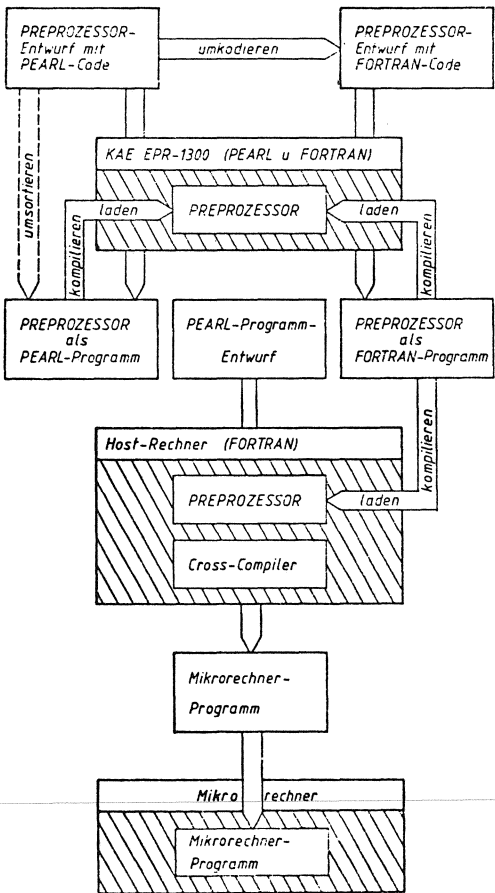 PREPROZESSOR-
Entwurf mit
PEARL-Code
umkodieren
PREPROZESSOR-
Entwurf mit
FORTRAN-Code
umsortieren
KAE EPR-1300 (PEARL u FORTRAN)
PREPROZESSOR
laden
kompilieren
laden
kompilieren
PREPROZESSOR
als
PEARL-Programm
PEARL-Programm-
Entwurf
PREPROZESSOR
als
FORTRAN-Programm
Host-Rechner (FORTRAN)
PREPROZESSOR
laden
kompilieren
Cross-Compiler
Mikrorechner-
Programm
Mikro rechner
Mikrorechner-
Programm